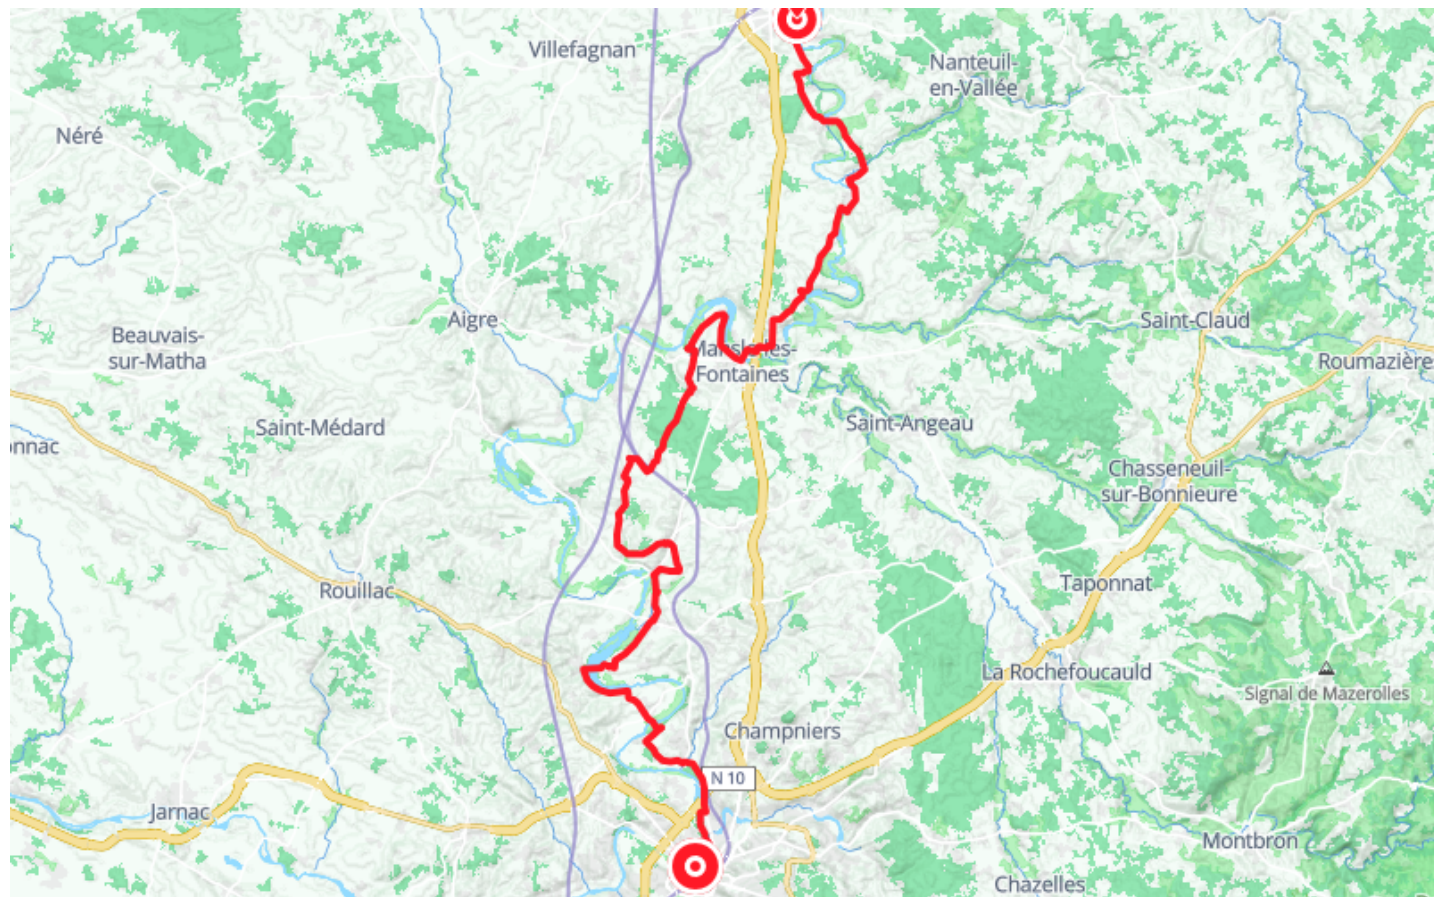 Villefagnan
Nanteuil-
en-Vallée
Néré
Aigre
Saint-Claud
Beauvais-
sur-Matha
Fontaines
Roumazière
Saint-Médard
Saint-Angeau
onnac
Chasseneuil-
sur-Bonnieure
Rouillac
Taponnat
La Rochefoucauld
Signal de Mazerolles
Champniers
N 10
Jarnac
Montbron
Chazelles